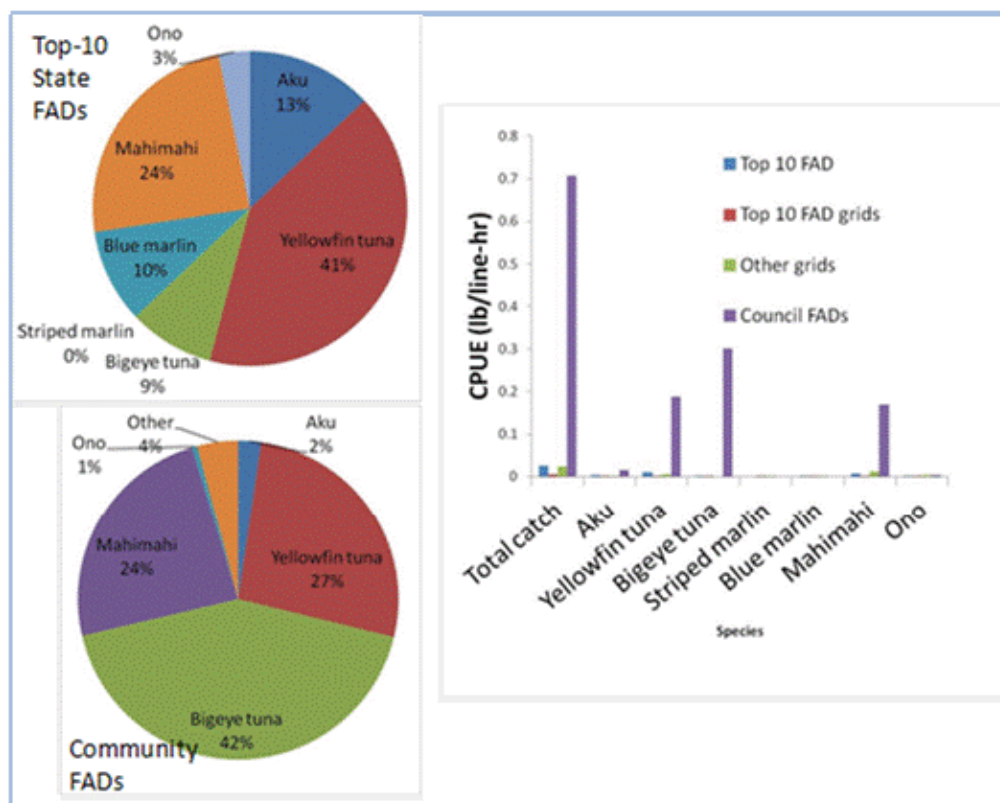 Top-10
State
FADs
Ono
3%
Aku
13%
Mahimahi
24%
Yellowfin tuna
41%
Blue marlin
10%
Striped marlin
0%
Bigeye tuna
9%
Other
4%
Aku
2%
Ono
1%
Mahimahi
24%
Yellowfin tuna
27%
Bigeye tuna
42%
Community
FADs
CPUE (lb/line-hr)
0.8
0.7
0.6
0.5
0.4
0.3
0.2
0.1
0
Top 10 FAD
Top 10 FAD grids
Other grids
Council FADs
Total catch
Aku
Yellowfin tuna
Bigeye tuna
Striped marlin
Blue marlin
Mahimahi
Ono
Species